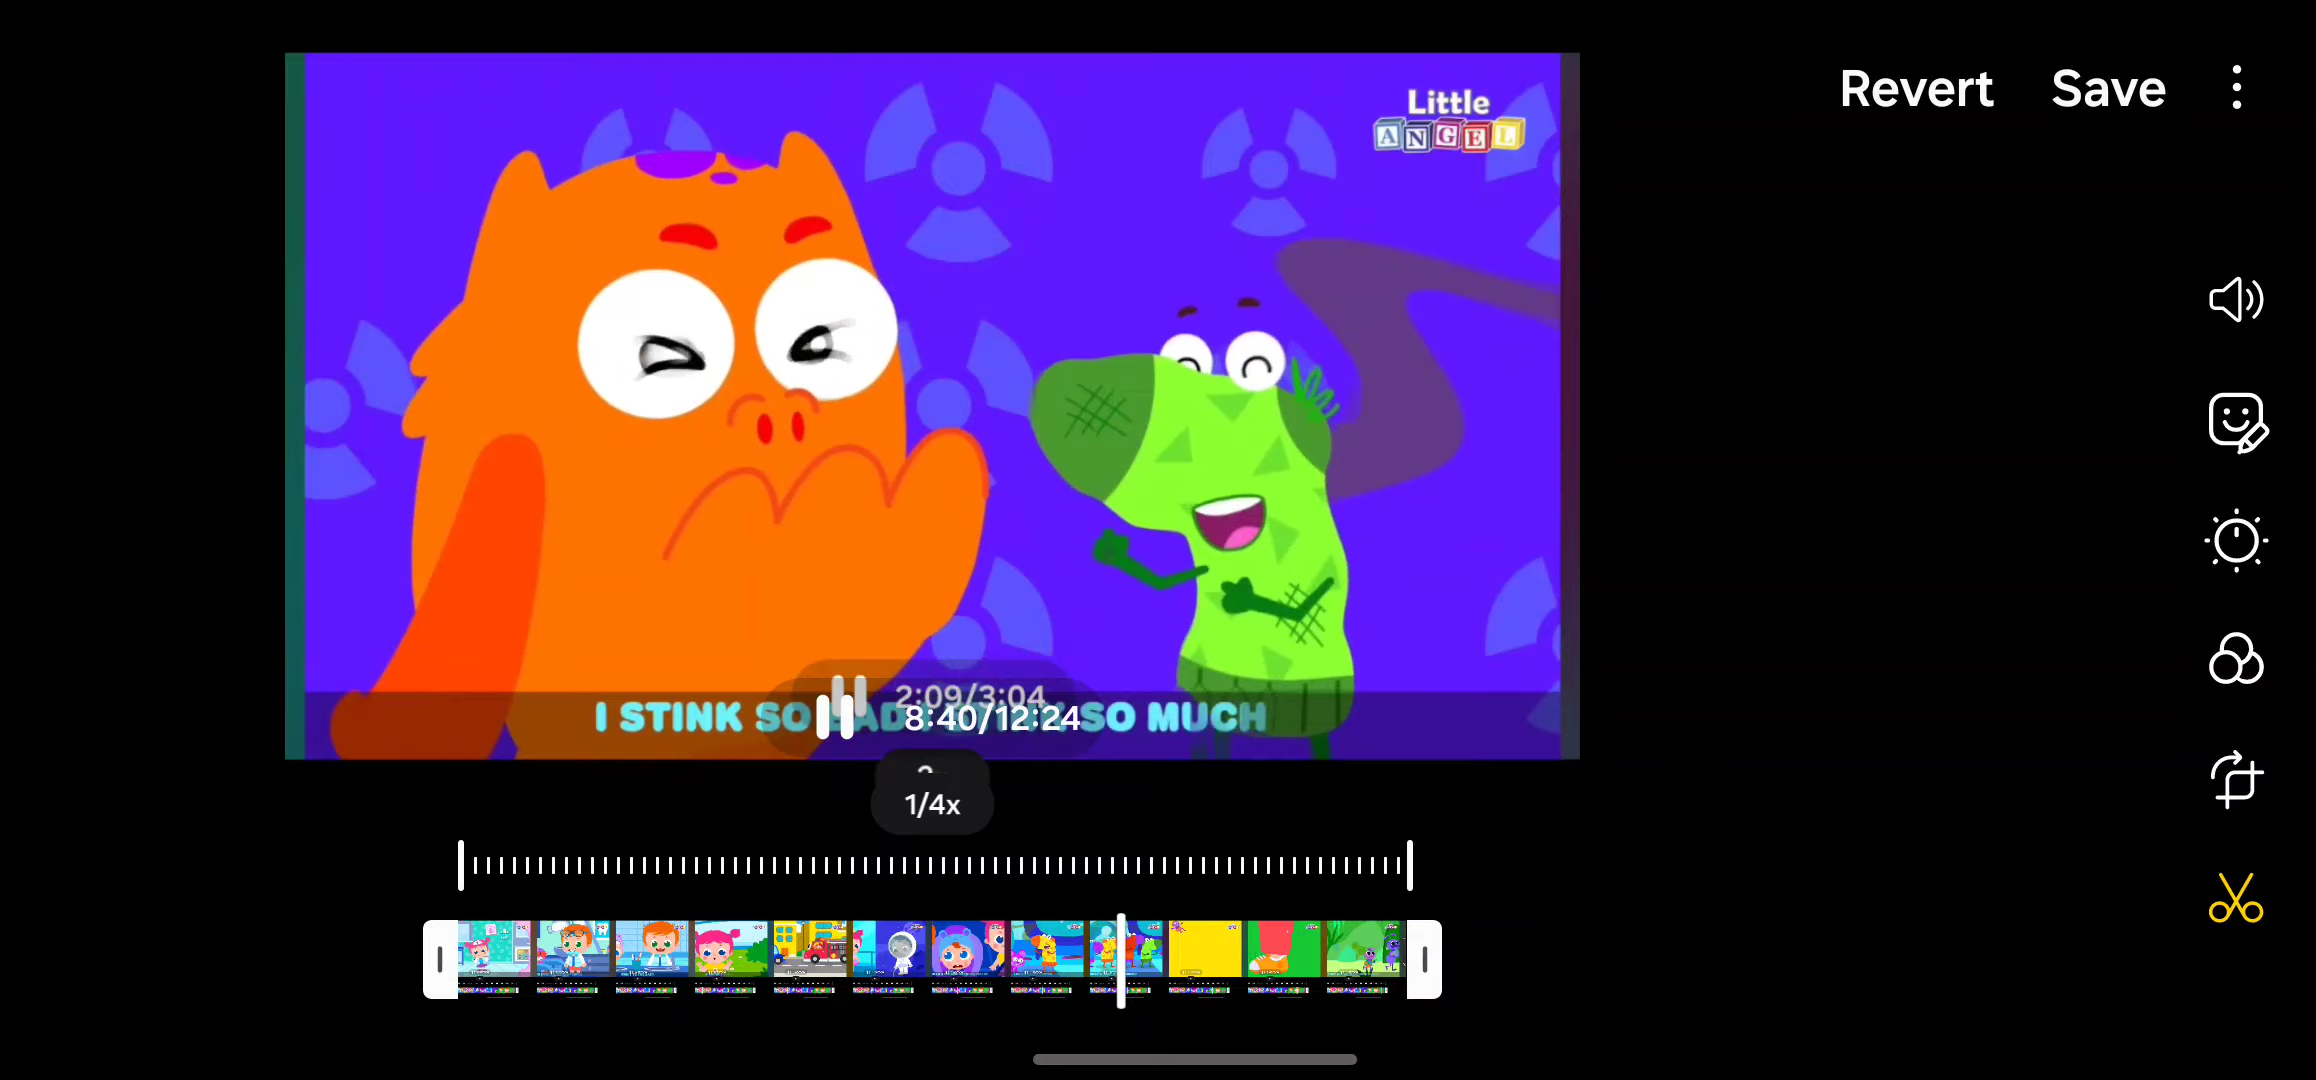 Revert Save
Little
ANGEL
2:09/3:04
I STINK SO SO MUCH
8:40/12:24
1/4x